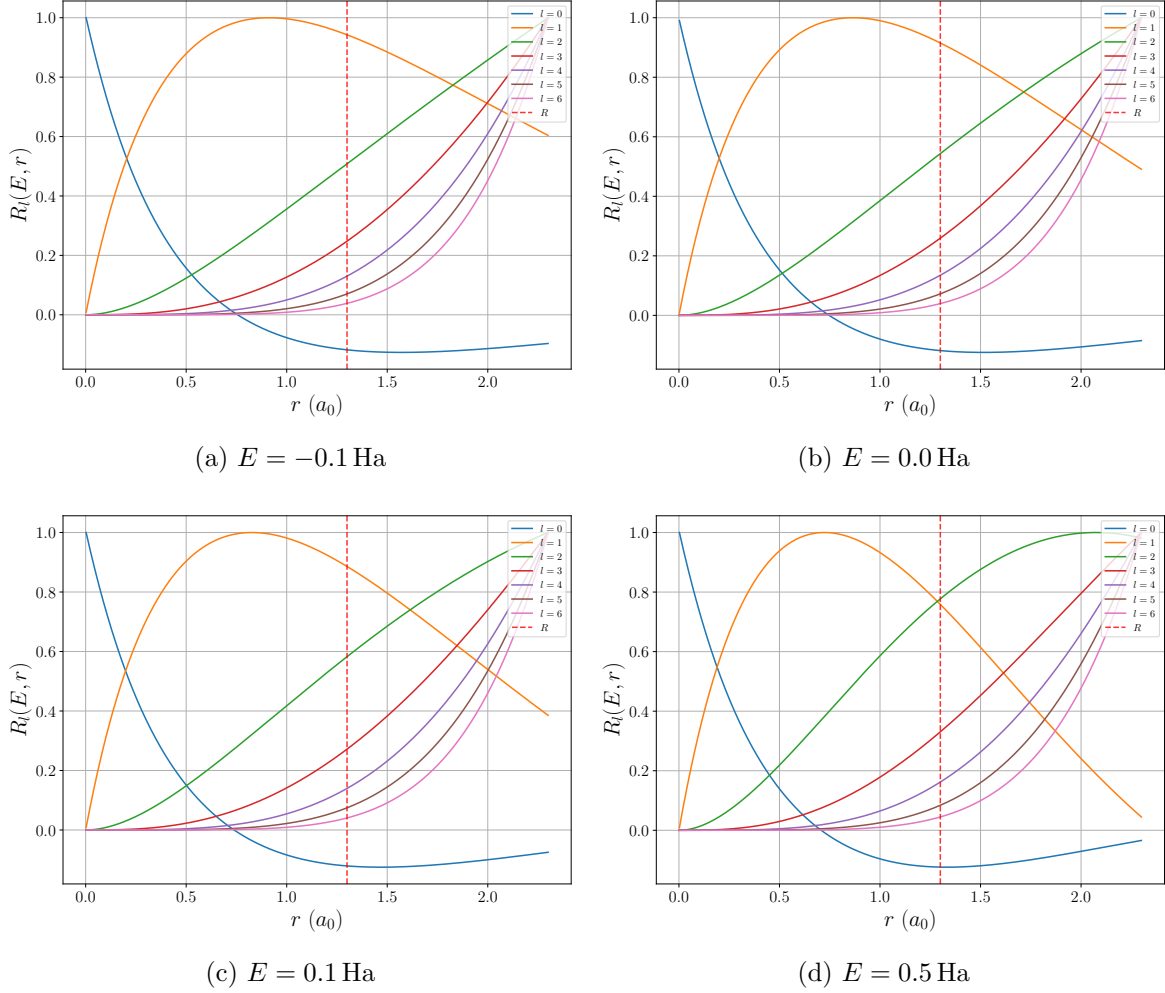 1.0
0.8
0.6
0.4
0.2
0.0
R_l(E, r)
0.0 0.5 1.0 1.5 2.0
r (a_0)
l = 0
l = 1
l = 2
l = 3
l = 4
l = 5
l = 6
R
(a) E = −0.1 Ha
1.0
0.8
0.6
0.4
0.2
0.0
R_l(E, r)
0.0 0.5 1.0 1.5 2.0
r (a_0)
l = 0
l = 1
l = 2
l = 3
l = 4
l = 5
l = 6
R
(b) E = 0.0 Ha
1.0
0.8
0.6
0.4
0.2
0.0
R_l(E, r)
0.0 0.5 1.0 1.5 2.0
r (a_0)
l = 0
l = 1
l = 2
l = 3
l = 4
l = 5
l = 6
R
(c) E = 0.1 Ha
1.0
0.8
0.6
0.4
0.2
0.0
R_l(E, r)
0.0 0.5 1.0 1.5 2.0
r (a_0)
l = 0
l = 1
l = 2
l = 3
l = 4
l = 5
l = 6
R
(d) E = 0.5 Ha